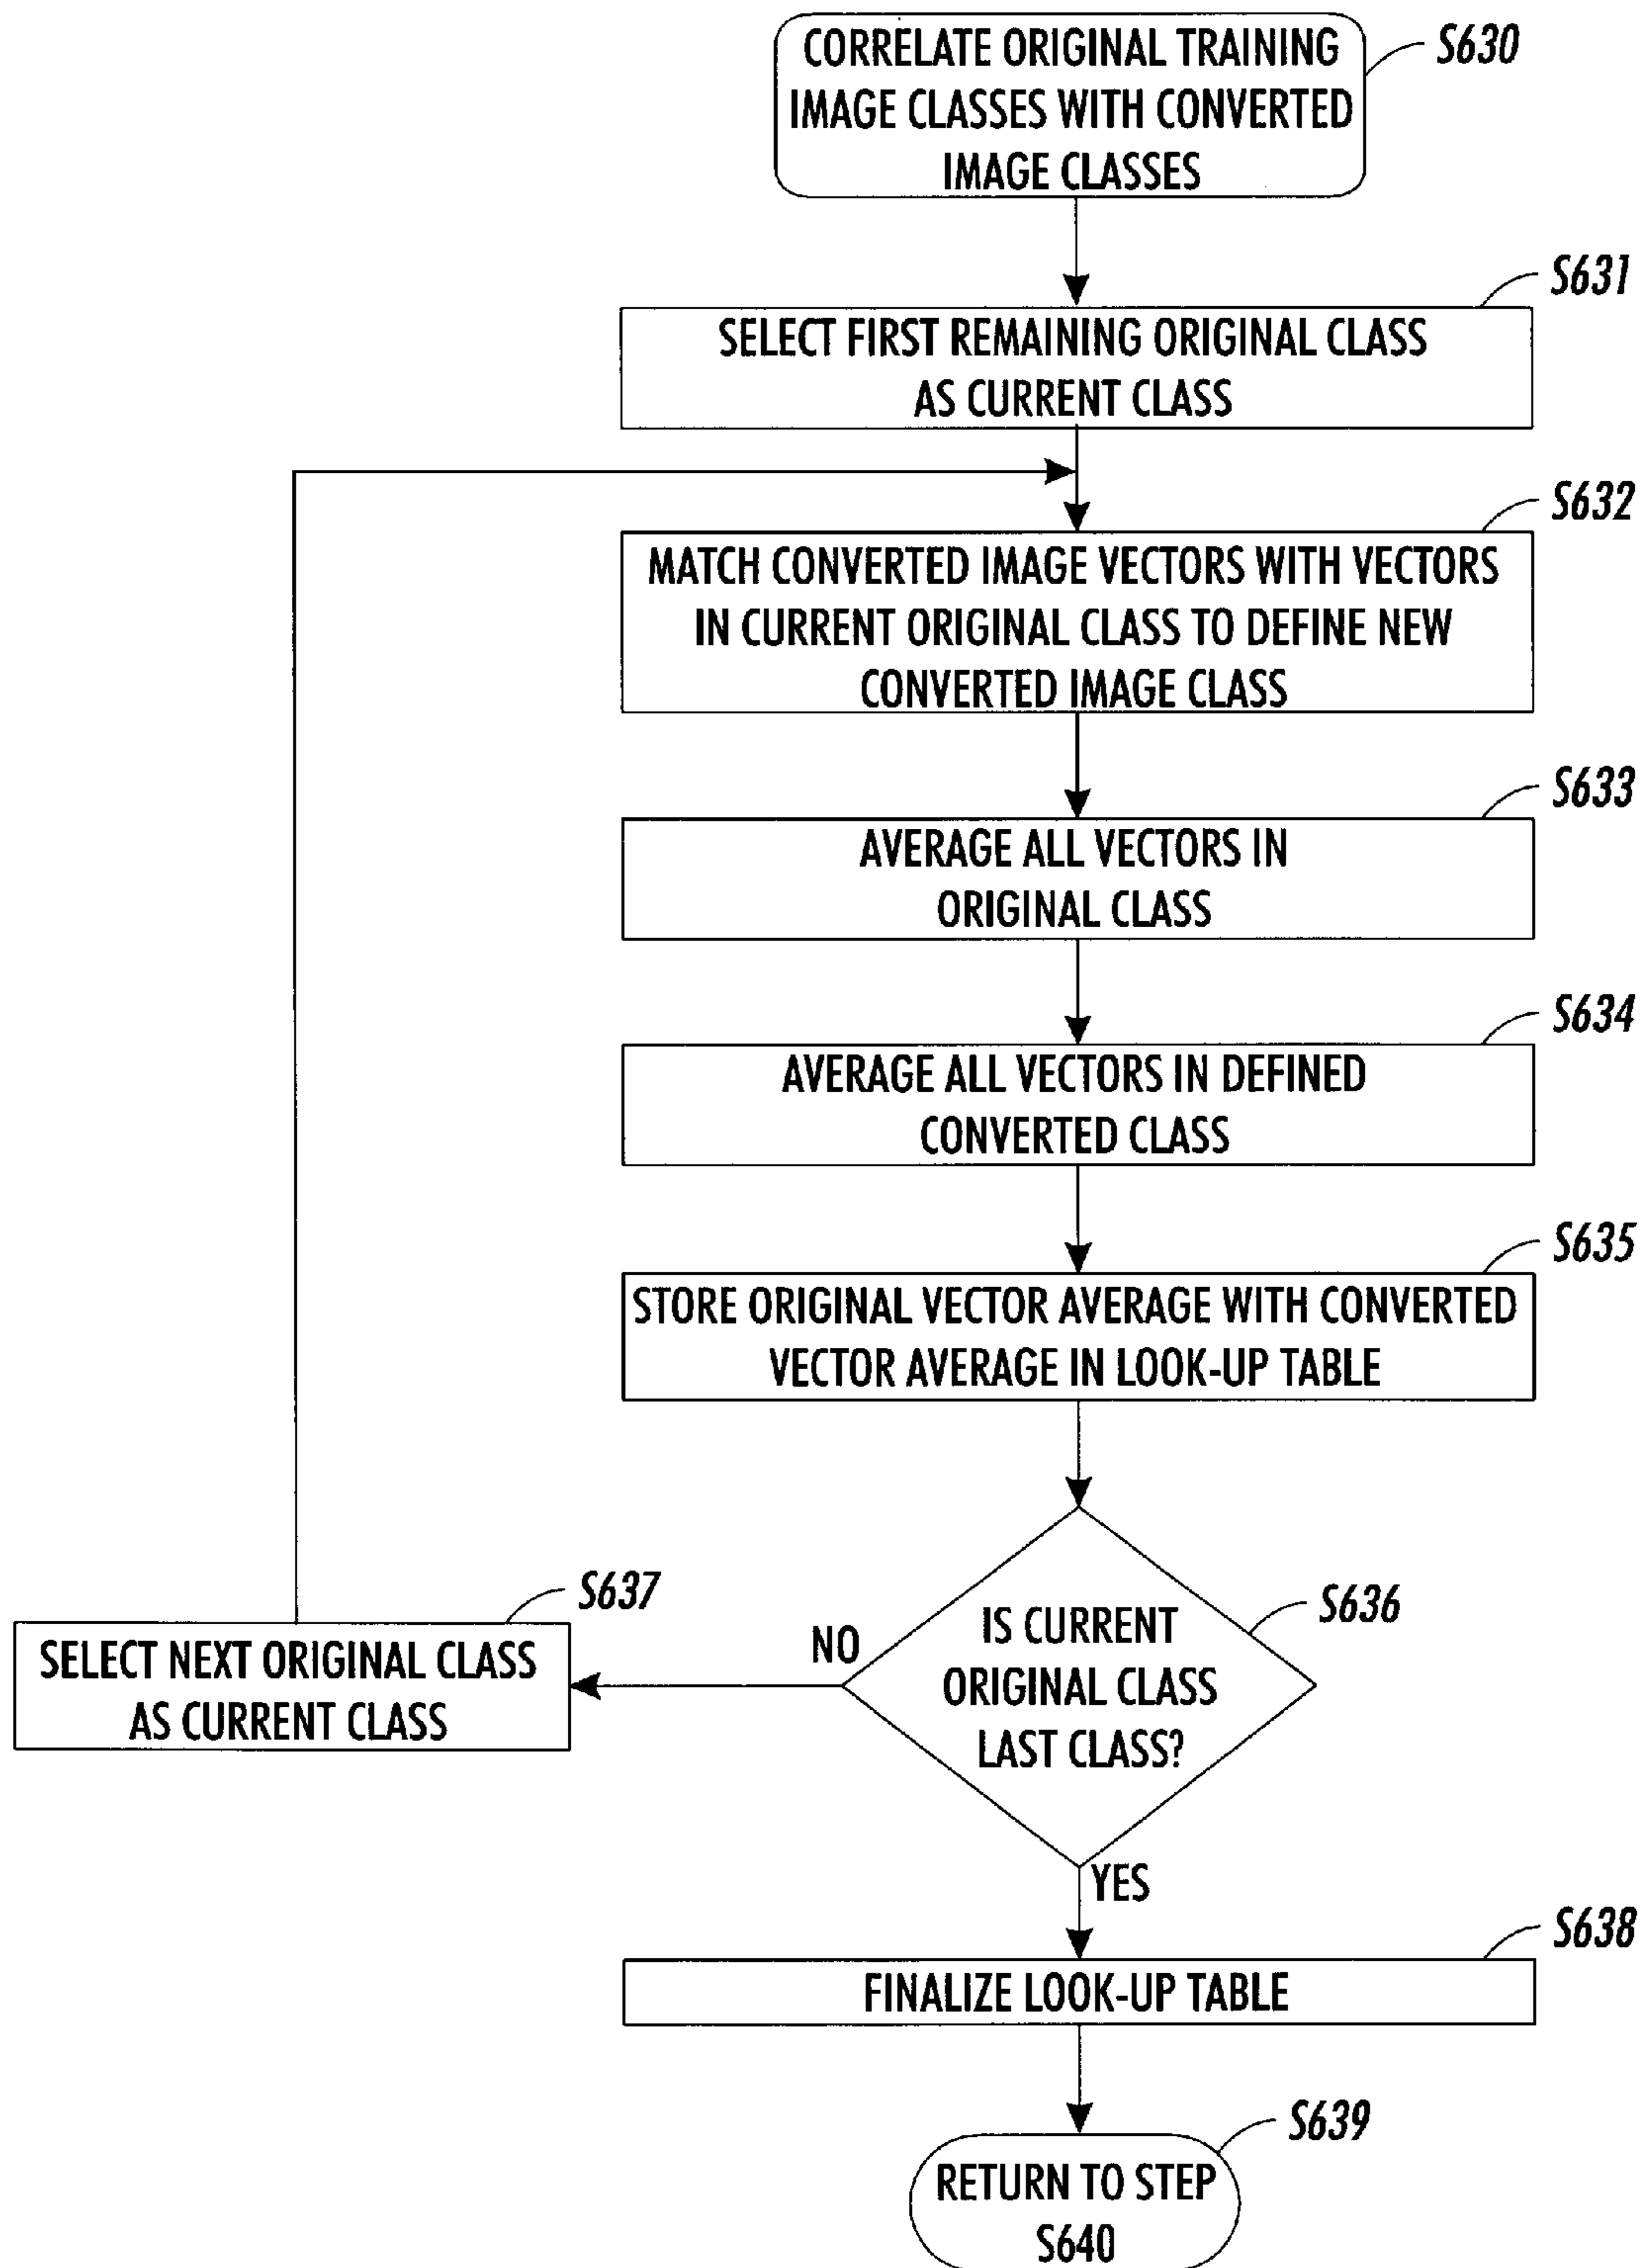 CORRELATE ORIGINAL TRAINING
IMAGE CLASSES WITH CONVERTED
IMAGE CLASSES
S630
S631
SELECT FIRST REMAINING ORIGINAL CLASS
AS CURRENT CLASS
S632
MATCH CONVERTED IMAGE VECTORS WITH VECTORS
IN CURRENT ORIGINAL CLASS TO DEFINE NEW
CONVERTED IMAGE CLASS
S633
AVERAGE ALL VECTORS IN
ORIGINAL CLASS
S634
AVERAGE ALL VECTORS IN DEFINED
CONVERTED CLASS
S635
STORE ORIGINAL VECTOR AVERAGE WITH CONVERTED
VECTOR AVERAGE IN LOOK-UP TABLE
S636
IS CURRENT
ORIGINAL CLASS
LAST CLASS?
NO
S637
SELECT NEXT ORIGINAL CLASS
AS CURRENT CLASS
YES
S638
FINALIZE LOOK-UP TABLE
S639
RETURN TO STEP
S640